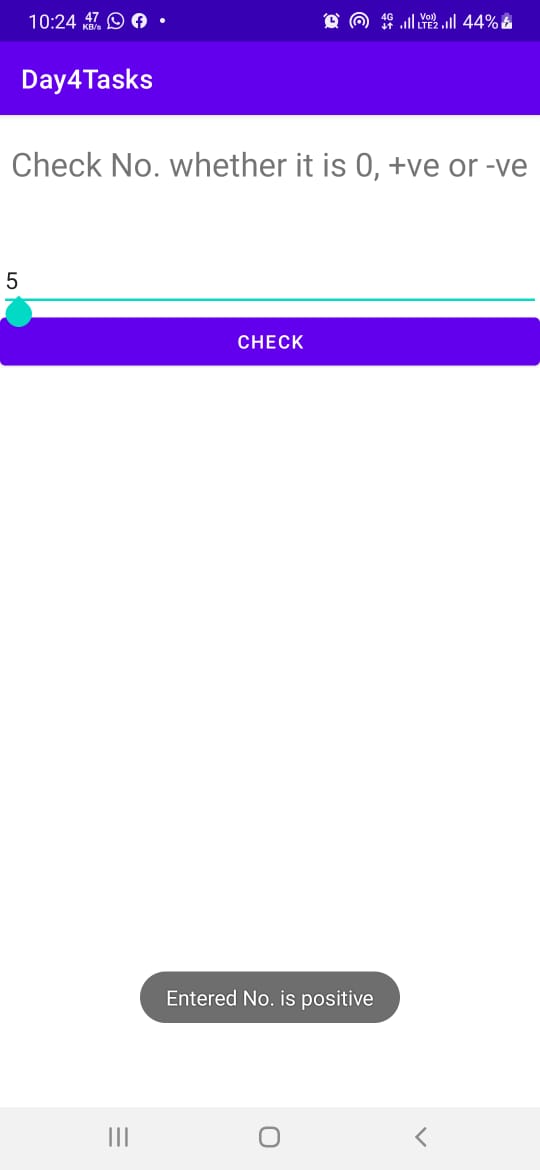 10:24 47 KB/s 4G Vo) LTE2 44%
Day4Tasks
Check No. whether it is 0, +ve or -ve
5
CHECK
Entered No. is positive